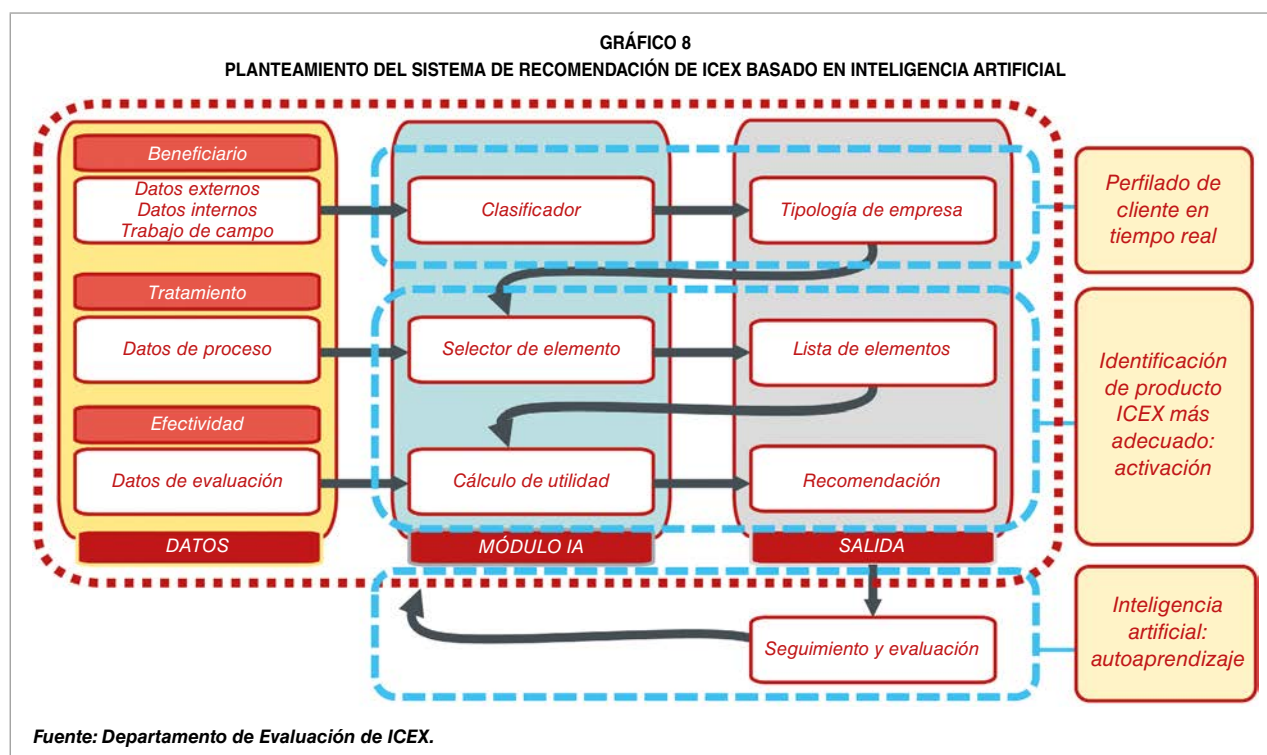 GRÁFICO 8
PLANTEAMIENTO DEL SISTEMA DE RECOMENDACIÓN DE ICEX BASADO EN INTELIGENCIA ARTIFICIAL
Beneficiario
Datos externos
Datos internos
Trabajo de campo
Clasificador
Tipología de empresa
Perfilado de
cliente en
tiempo real
Tratamiento
Datos de proceso
Selector de elemento
Lista de elementos
Identificación
de producto
ICEX más
adecuado:
activación
Efectividad
Datos de evaluación
Cálculo de utilidad
Recomendación
DATOS
MÓDULO IA
SALIDA
Seguimiento y evaluación
Inteligencia
artificial:
autoaprendizaje
Fuente: Departamento de Evaluación de ICEX.